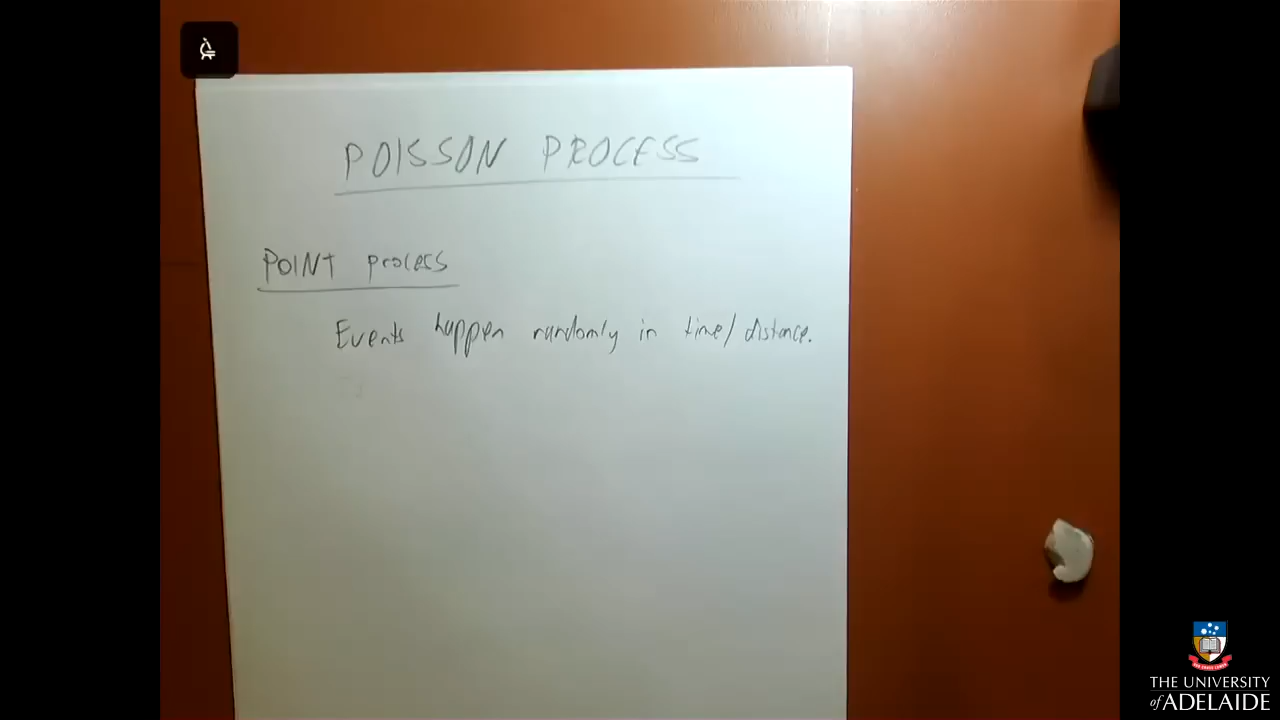 POISSON PROCESS
POINT process
Events happen randomly in time/distance.
THE UNIVERSITY
of ADELAIDE